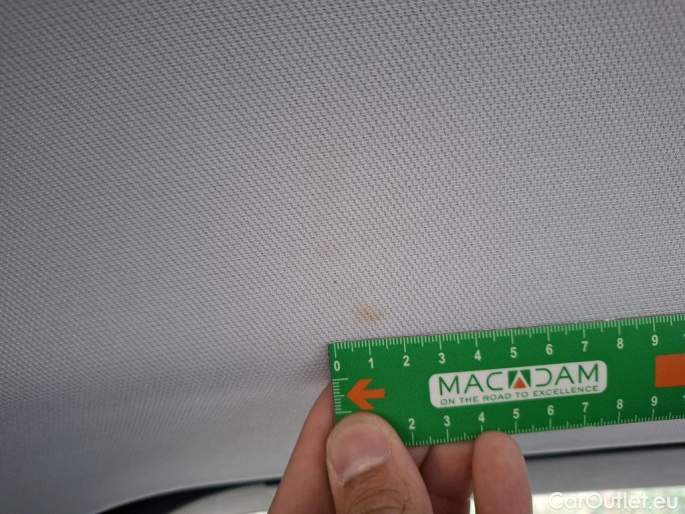 0 1 2 3 4 5 6 7 8 9
MACADAM
ON THE ROAD TO EXCELLENCE
2 3 4 5 6 7 8 9
CarOutlet.eu